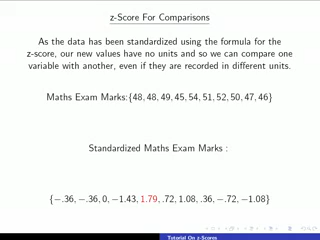 z-Score For Comparisons
As the data has been standardized using the formula for the
z-score, our new values have no units and so we can compare one
variable with another, even if they are recorded in different units.
Maths Exam Marks:{48, 48, 49, 45, 54, 51, 52, 50, 47, 46}
Standardized Maths Exam Marks :
{−.36, −.36, 0, −1.43, 1.79, .72, 1.08, .36, −.72, −1.08}
Tutorial On z-Scores